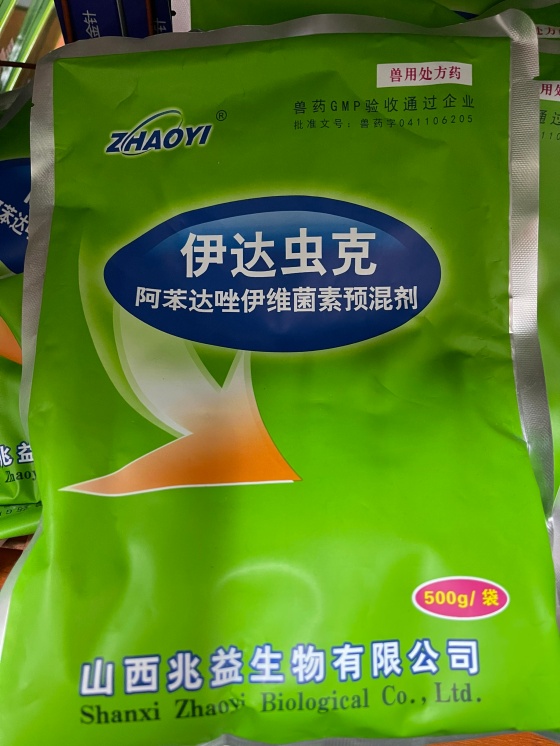 兽用处方药
兽药GMP验收通过企业
批准文号：兽药字041106205
ZHAOYI®
伊达虫克
阿苯达唑伊维菌素预混剂
500g/袋
山西兆益生物有限公司
Shanxi Zhaoyi Biological Co.,Ltd.